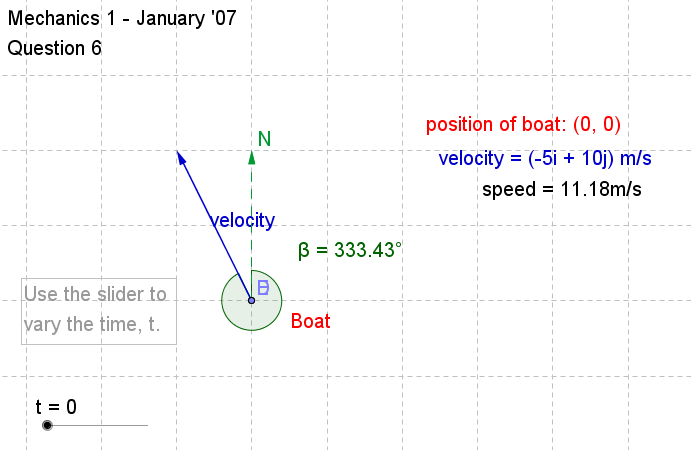 Mechanics 1 - January '07
Question 6
position of boat: (0, 0)
N
velocity = (-5i + 10j) m/s
speed = 11.18m/s
velocity
β = 333.43°
Use the slider to
vary the time, t.
Boat
t = 0